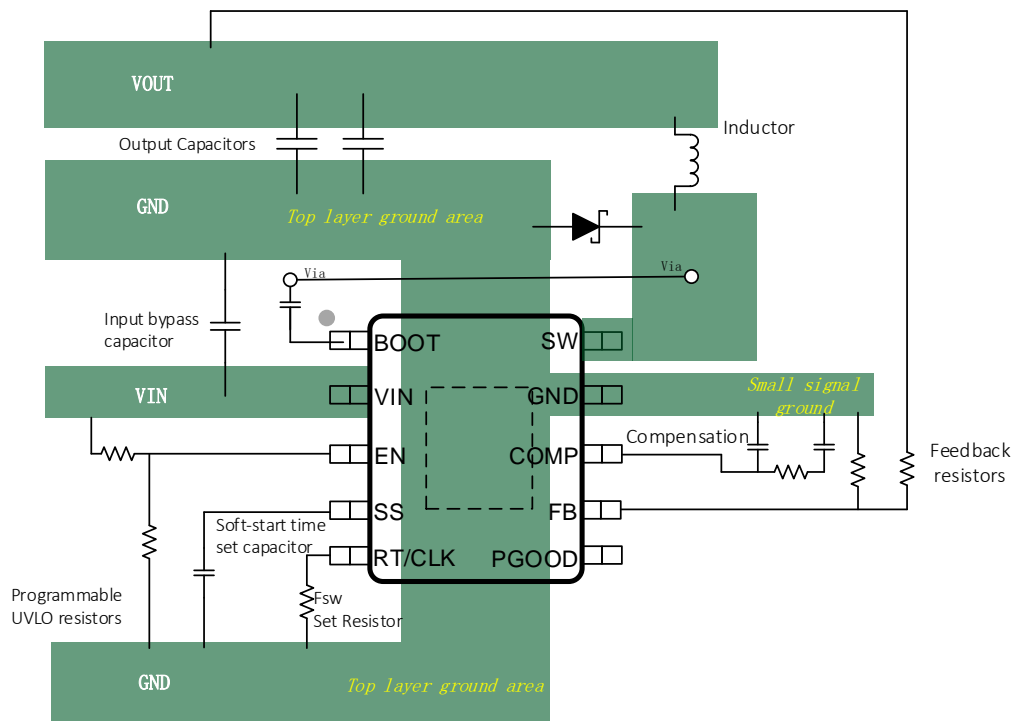 VOUT
Output Capacitors
Inductor
GND
Top layer ground area
Via
Via
Input bypass
capacitor
BOOT
SW
VIN
VIN
GND
Small signal
ground
EN
COMP
Compensation
Feedback
resistors
SS
FB
Soft-start time
set capacitor
RT/CLK
PGOOD
Programmable
UVLO resistors
Fsw
Set Resistor
GND
Top layer ground area